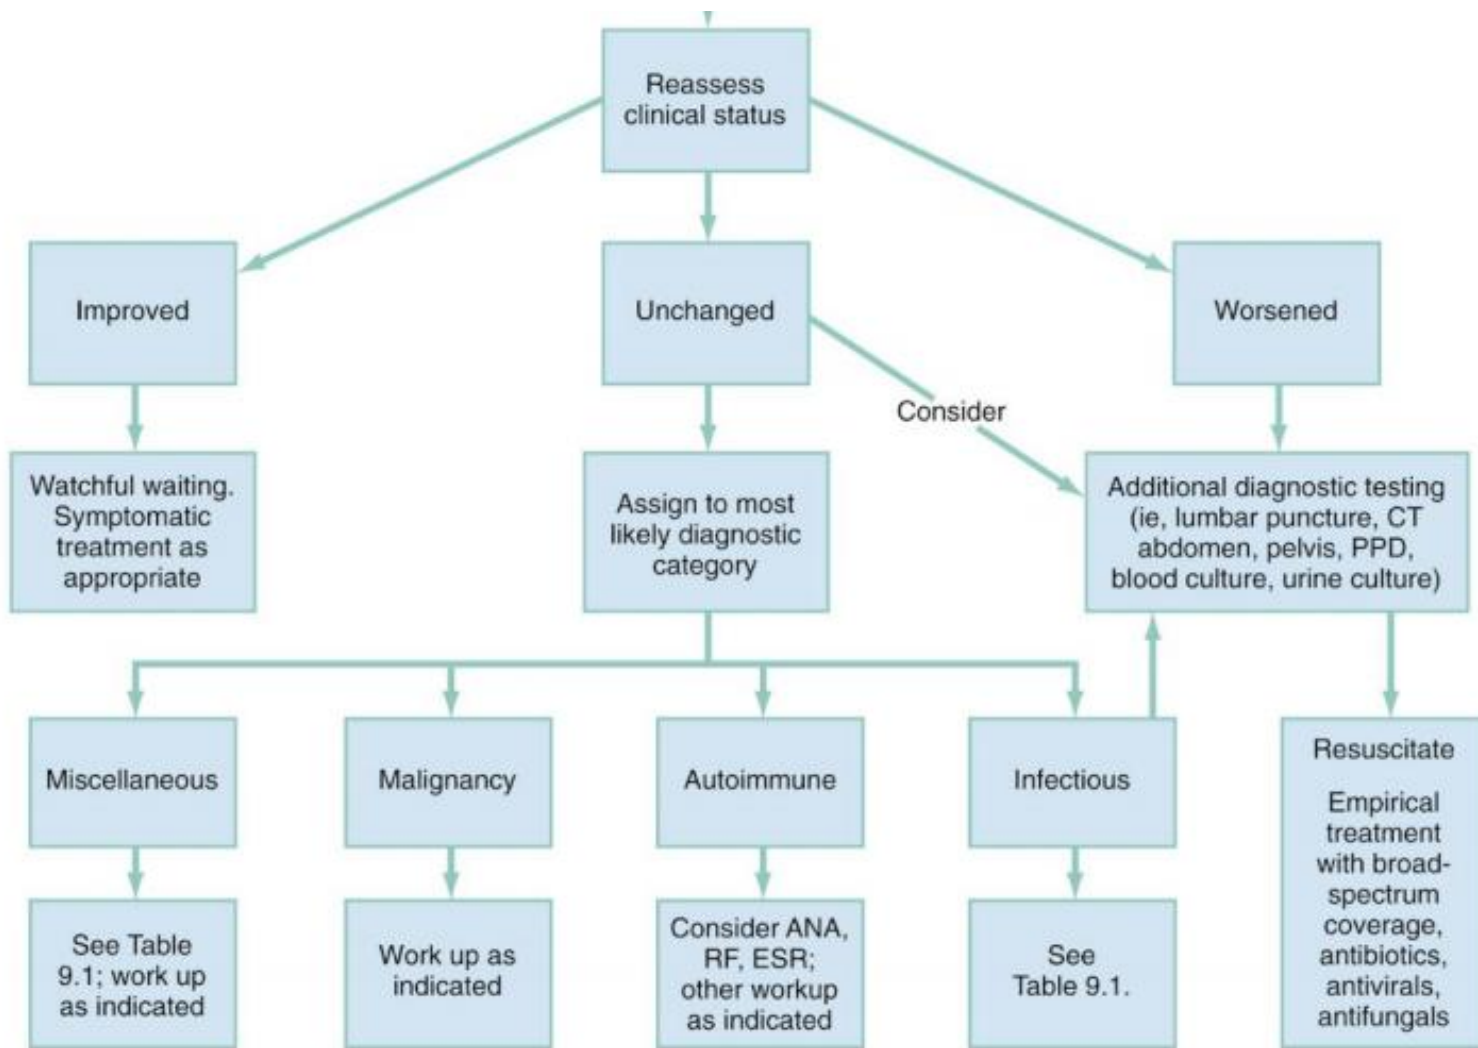 Reassess
clinical status
Improved
Unchanged
Worsened
Consider
Watchful waiting.
Symptomatic
treatment as
appropriate
Assign to most
likely diagnostic
category
Additional diagnostic testing
(ie, lumbar puncture, CT
abdomen, pelvis, PPD,
blood culture, urine culture)
Miscellaneous
Malignancy
Autoimmune
Infectious
Resuscitate
Empirical
treatment
with broad-
spectrum
coverage,
antibiotics,
antivirals,
antifungals
See Table
9.1; work up
as indicated
Work up as
indicated
Consider ANA,
RF, ESR;
other workup
as indicated
See
Table 9.1.